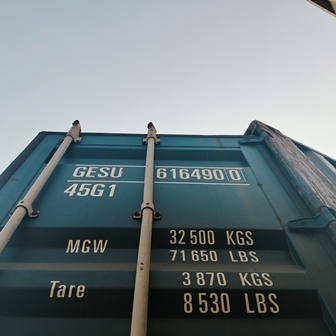 GESU 616490 0
45G1
MGW 32 500 KGS
71 650 LBS
Tare 3 870 KGS
8 530 LBS